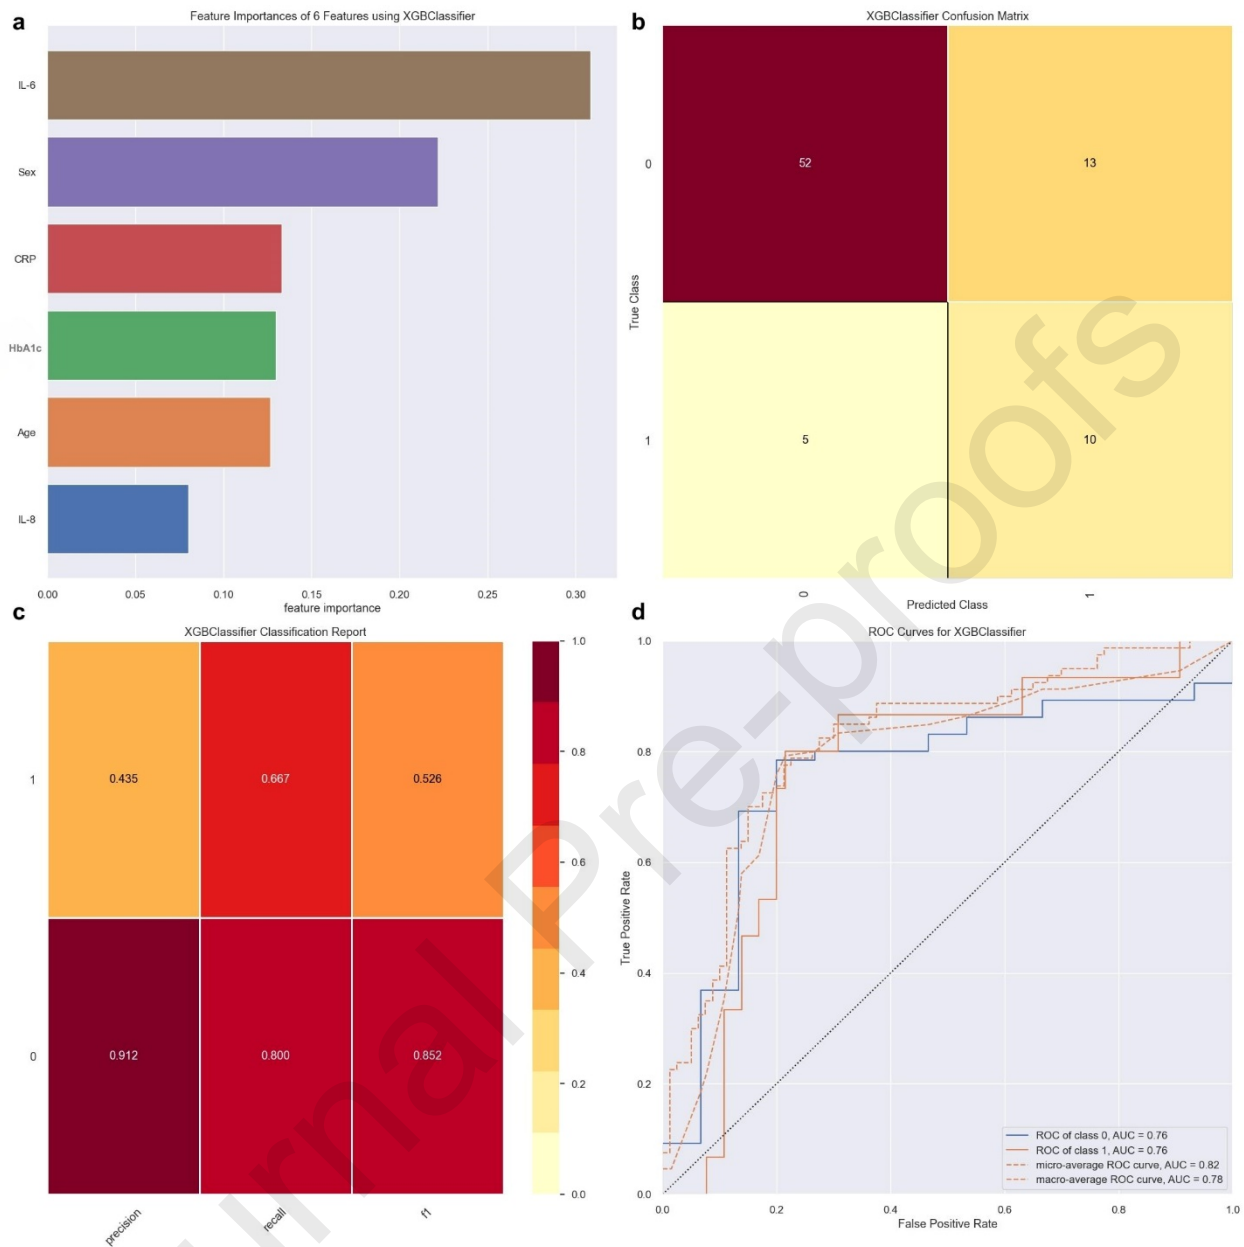 a
Feature Importances of 6 Features using XGBClassifier
IL-6
Sex
CRP
HbA1c
Age
IL-8
0.00 0.05 0.10 0.15 0.20 0.25 0.30
feature importance
b
XGBClassifier Confusion Matrix
True Class
0
52 13
1
5 10
0 1
Predicted Class
c
XGBClassifier Classification Report
1
0.435 0.667 0.526
0
0.912 0.800 0.852
precision recall f1
1.0
0.8
0.6
0.4
0.2
0.0
d
ROC Curves for XGBClassifier
True Positive Rate
1.0
0.8
0.6
0.4
0.2
0.0
ROC of class 0, AUC = 0.76
ROC of class 1, AUC = 0.76
micro-average ROC curve, AUC = 0.82
macro-average ROC curve, AUC = 0.78
0.0 0.2 0.4 0.6 0.8 1.0
False Positive Rate
urnal Pre-proofs